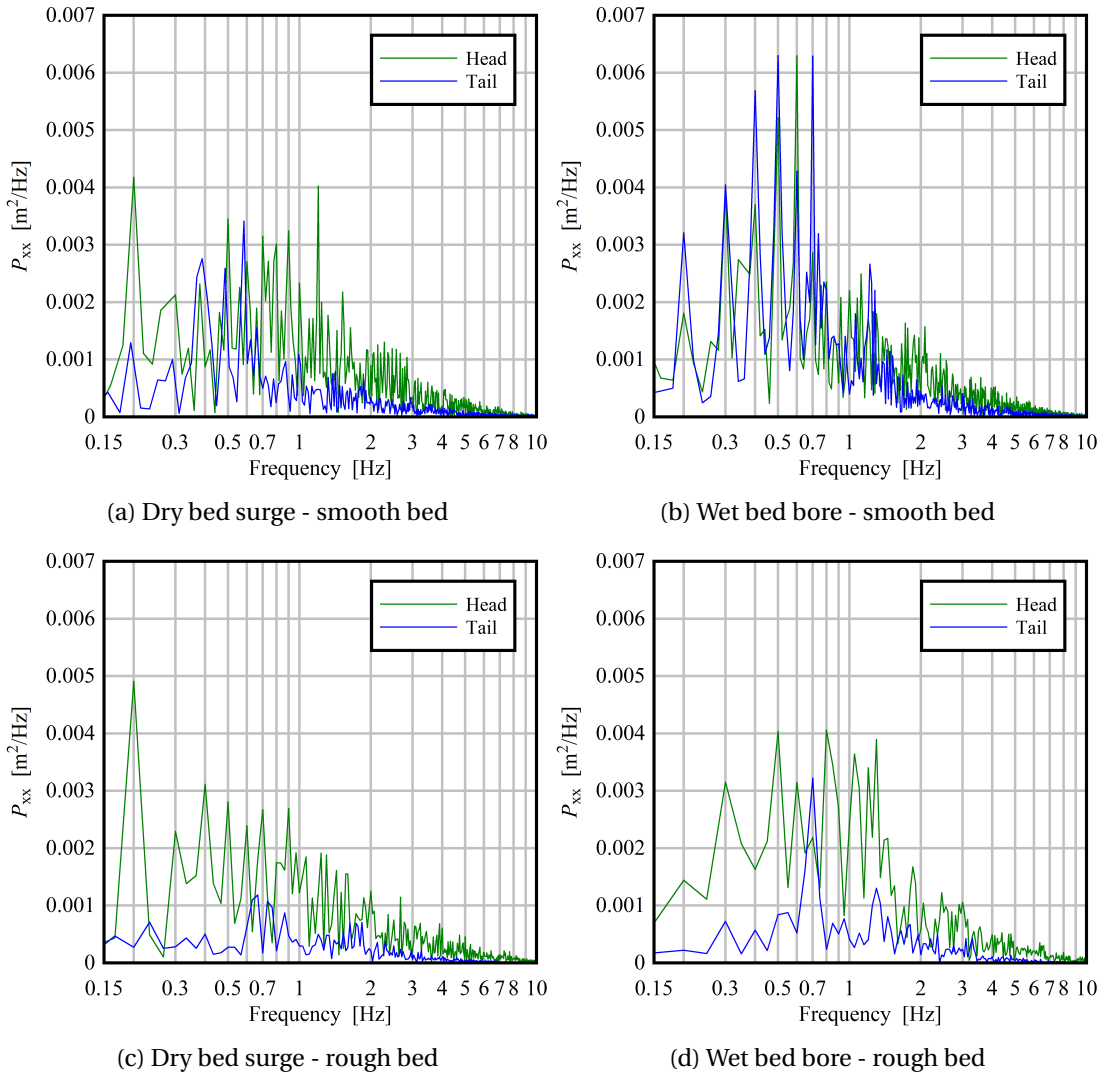 0.007
0.006
0.005
0.004
0.003
0.002
0.001
0
P_xx [m²/Hz]
Head
Tail
0.15 0.3 0.5 0.7 1 2 3 4 5 6 7 8 10
Frequency [Hz]
(a) Dry bed surge - smooth bed
0.007
0.006
0.005
0.004
0.003
0.002
0.001
0
P_xx [m²/Hz]
Head
Tail
0.15 0.3 0.5 0.7 1 2 3 4 5 6 7 8 10
Frequency [Hz]
(b) Wet bed bore - smooth bed
0.007
0.006
0.005
0.004
0.003
0.002
0.001
0
P_xx [m²/Hz]
Head
Tail
0.15 0.3 0.5 0.7 1 2 3 4 5 6 7 8 10
Frequency [Hz]
(c) Dry bed surge - rough bed
0.007
0.006
0.005
0.004
0.003
0.002
0.001
0
P_xx [m²/Hz]
Head
Tail
0.15 0.3 0.5 0.7 1 2 3 4 5 6 7 8 10
Frequency [Hz]
(d) Wet bed bore - rough bed